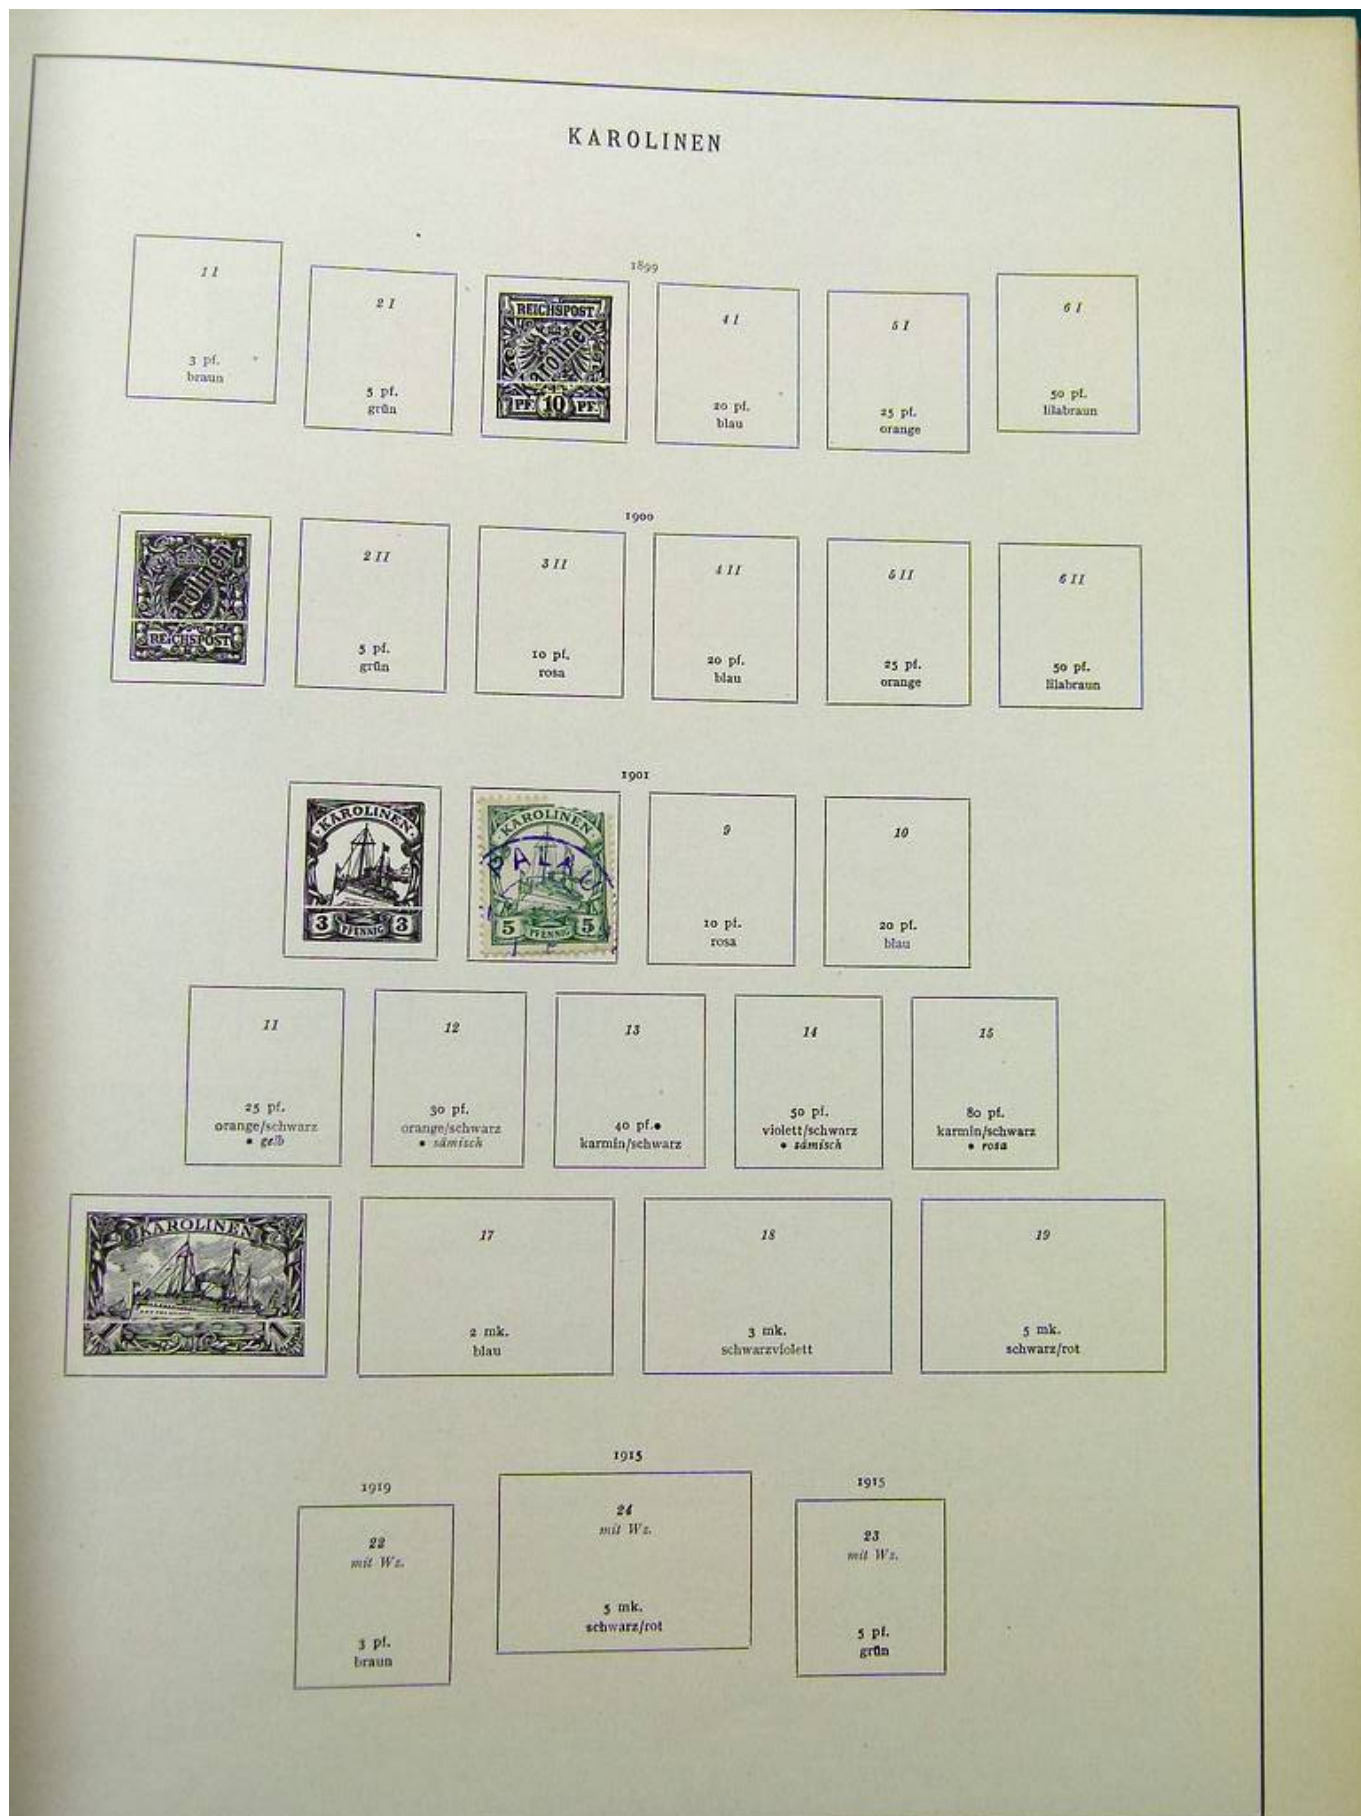 KAROLINEN
1899
1 I
3 pf.
braun
2 I
5 pf.
grün
REICHSPOST
Karolinen
PF. 10 PF.
4 I
20 pf.
blau
5 I
25 pf.
orange
6 I
50 pf.
lilabraun
1900
Karolinen
REICHSPOST
2 II
5 pf.
grün
3 II
10 pf.
rosa
4 II
20 pf.
blau
5 II
25 pf.
orange
6 II
50 pf.
lilabraun
1901
KAROLINEN
3 PFENNIG 3
KAROLINEN
PALAU
5 PFENNIG 5
9
10 pf.
rosa
10
20 pf.
blau
11
25 pf.
orange/schwarz
• gelb
12
30 pf.
orange/schwarz
• sämisch
13
40 pf.•
karmin/schwarz
14
50 pf.
violett/schwarz
• sämisch
15
80 pf.
karmin/schwarz
• rosa
KAROLINEN
1 1
17
2 mk.
blau
18
3 mk.
schwarzviolett
19
5 mk.
schwarz/rot
1919
22
mit Wz.
3 pf.
braun
1915
24
mit Wz.
5 mk.
schwarz/rot
1915
23
mit Wz.
5 pf.
grün